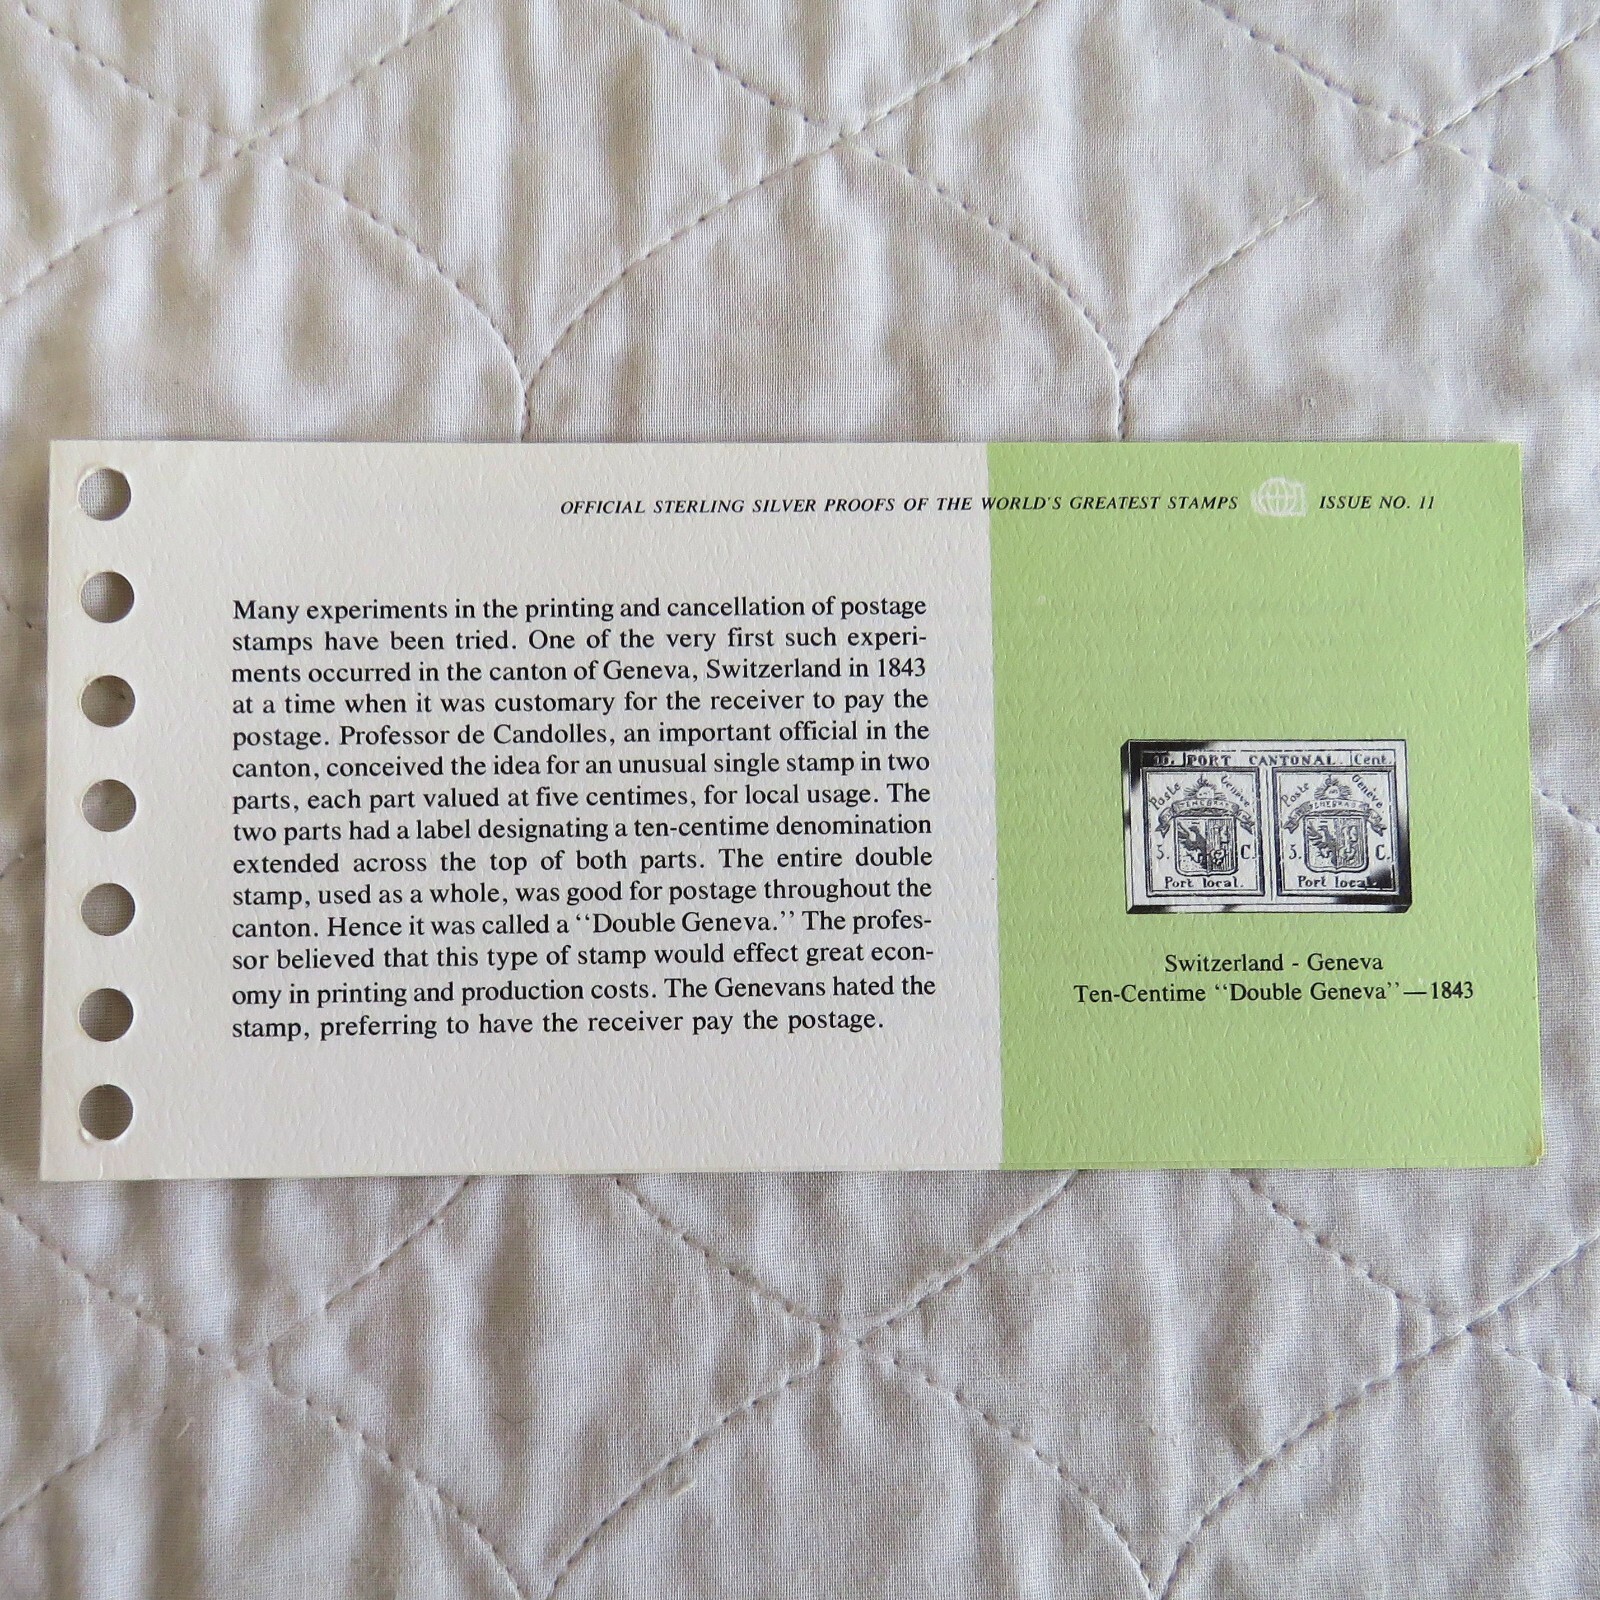 OFFICIAL STERLING SILVER PROOFS OF THE WORLD'S GREATEST STAMPS ISSUE NO. 11
Many experiments in the printing and cancellation of postage
stamps have been tried. One of the very first such experi-
ments occurred in the canton of Geneva, Switzerland in 1843
at a time when it was customary for the receiver to pay the
postage. Professor de Candolles, an important official in the
canton, conceived the idea for an unusual single stamp in two
parts, each part valued at five centimes, for local usage. The
two parts had a label designating a ten-centime denomination
extended across the top of both parts. The entire double
stamp, used as a whole, was good for postage throughout the
canton. Hence it was called a “Double Geneva.” The profes-
sor believed that this type of stamp would effect great econ-
omy in printing and production costs. The Genevans hated the
stamp, preferring to have the receiver pay the postage.
PORT CANTONAL. Cent.
Poste Genève Poste Genève
5. C. 5. C.
Port local. Port local.
Switzerland - Geneva
Ten-Centime “Double Geneva”—1843